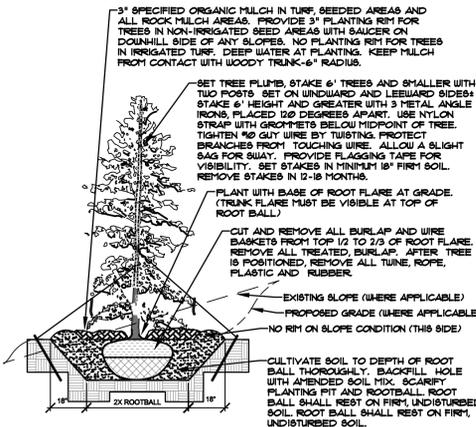 3" SPECIFIED ORGANIC MULCH IN TURF, SEEDED AREAS AND
ALL ROCK MULCH AREAS. PROVIDE 3" PLANTING RIM FOR
TREES IN NON-IRRIGATED SEED AREAS WITH SAUCER ON
DOWNHILL SIDE OF ANY SLOPES. NO PLANTING RIM FOR TREES
IN IRRIGATED TURF. DEEP WATER AT PLANTING. KEEP MULCH
FROM CONTACT WITH WOODY TRUNK-6" RADIUS.
SET TREE PLUMB, STAKE 6' TREES AND SMALLER WITH
TWO POSTS SET ON WINDWARD AND LEEWARD SIDES±
STAKE 6' HEIGHT AND GREATER WITH 3 METAL ANGLE
IRONS, PLACED 120 DEGREES APART. USE NYLON
STRAP WITH GROMMETS BELOW MIDPOINT OF TREE.
TIGHTEN #10 GUY WIRE BY TWISTING. PROTECT
BRANCHES FROM TOUCHING WIRE. ALLOW A SLIGHT
SAG FOR SWAY. PROVIDE FLAGGING TAPE FOR
VISIBILITY. SET STAKES IN MINIMUM 18" FIRM SOIL.
REMOVE STAKES IN 12-18 MONTHS.
PLANT WITH BASE OF ROOT FLARE AT GRADE.
(TRUNK FLARE MUST BE VISIBLE AT TOP OF
ROOT BALL)
CUT AND REMOVE ALL BURLAP AND WIRE
BASKETS FROM TOP 1/2 TO 2/3 OF ROOT FLARE.
REMOVE ALL TREATED, BURLAP. AFTER TREE
IS POSITIONED, REMOVE ALL TWINE, ROPE,
PLASTIC AND RUBBER.
EXISTING SLOPE (WHERE APPLICABLE)
PROPOSED GRADE (WHERE APPLICABLE
NO RIM ON SLOPE CONDITION (THIS SIDE)
CULTIVATE SOIL TO DEPTH OF ROOT
BALL THOROUGHLY. BACKFILL HOLE
WITH AMENDED SOIL MIX. SCARIFY
PLANTING PIT AND ROOTBALL. ROOT
BALL SHALL REST ON FIRM, UNDISTURBED
SOIL. ROOT BALL SHALL REST ON FIRM,
UNDISTURBED SOIL.
18" 2X ROOTBALL 18"